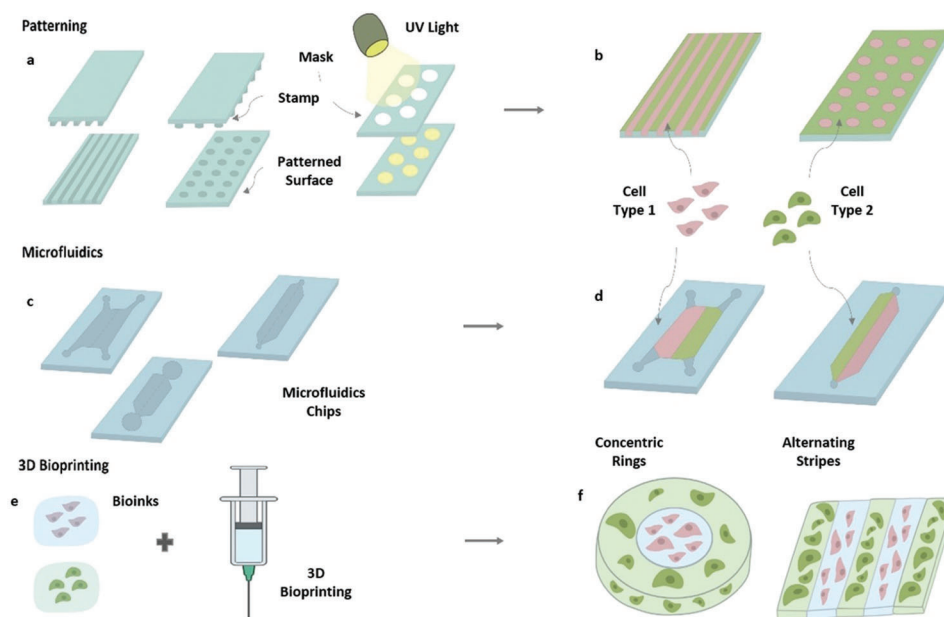 Patterning
UV Light
a
Mask
b
Stamp
Patterned
Surface
Cell
Type 1
Cell
Type 2
Microfluidics
c
d
Microfluidics
Chips
3D Bioprinting
Concentric
Rings
Alternating
Stripes
e
Bioinks
f
3D
Bioprinting